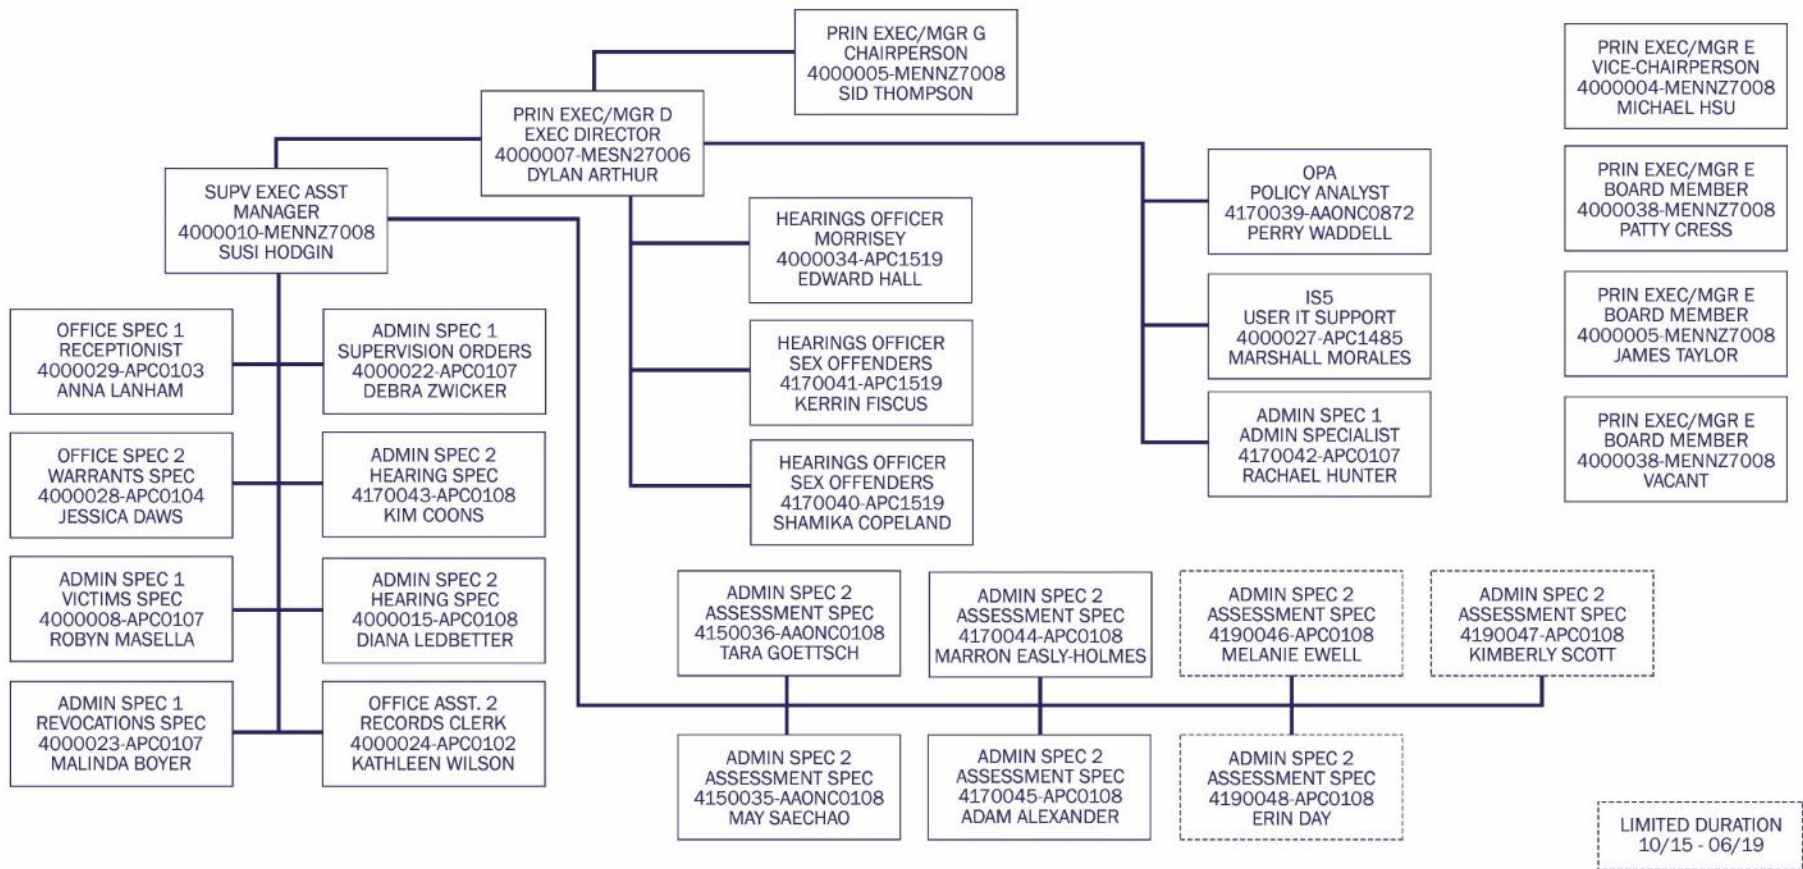 PRIN EXEC/MGR G
CHAIRPERSON
4000005-MENNZ7008
SID THOMPSON
PRIN EXEC/MGR E
VICE-CHAIRPERSON
4000004-MENNZ7008
MICHAEL HSU
PRIN EXEC/MGR D
EXEC DIRECTOR
4000007-MESN27006
DYLAN ARTHUR
SUPV EXEC ASST
MANAGER
4000010-MENNZ7008
SUSI HODGIN
OPA
POLICY ANALYST
4170039-AAONC0872
PERRY WADDELL
PRIN EXEC/MGR E
BOARD MEMBER
4000038-MENNZ7008
PATTY CRESS
HEARINGS OFFICER
MORRISEY
4000034-APC1519
EDWARD HALL
IS5
USER IT SUPPORT
4000027-APC1485
MARSHALL MORALES
PRIN EXEC/MGR E
BOARD MEMBER
4000005-MENNZ7008
JAMES TAYLOR
OFFICE SPEC 1
RECEPTIONIST
4000029-APC0103
ANNA LANHAM
ADMIN SPEC 1
SUPERVISION ORDERS
4000022-APC0107
DEBRA ZWICKER
HEARINGS OFFICER
SEX OFFENDERS
4170041-APC1519
KERRIN FISCUS
ADMIN SPEC 1
ADMIN SPECIALIST
4170042-APC0107
RACHAEL HUNTER
PRIN EXEC/MGR E
BOARD MEMBER
4000038-MENNZ7008
VACANT
OFFICE SPEC 2
WARRANTS SPEC
4000028-APC0104
JESSICA DAWS
ADMIN SPEC 2
HEARING SPEC
4170043-APC0108
KIM COONS
HEARINGS OFFICER
SEX OFFENDERS
4170040-APC1519
SHAMIKA COPELAND
ADMIN SPEC 1
VICTIMS SPEC
4000008-APC0107
ROBYN MASELLA
ADMIN SPEC 2
HEARING SPEC
4000015-APC0108
DIANA LEDBETTER
ADMIN SPEC 2
ASSESSMENT SPEC
4150036-AAONC0108
TARA GOETTSCH
ADMIN SPEC 2
ASSESSMENT SPEC
4170044-APC0108
MARRON EASLY-HOLMES
ADMIN SPEC 2
ASSESSMENT SPEC
4190046-APC0108
MELANIE EWELL
ADMIN SPEC 2
ASSESSMENT SPEC
4190047-APC0108
KIMBERLY SCOTT
ADMIN SPEC 1
REVOCATIONS SPEC
4000023-APC0107
MALINDA BOYER
OFFICE ASST. 2
RECORDS CLERK
4000024-APC0102
KATHLEEN WILSON
ADMIN SPEC 2
ASSESSMENT SPEC
4150035-AAONC0108
MAY SAECHAO
ADMIN SPEC 2
ASSESSMENT SPEC
4170045-APC0108
ADAM ALEXANDER
ADMIN SPEC 2
ASSESSMENT SPEC
4190048-APC0108
ERIN DAY
LIMITED DURATION
10/15 - 06/19